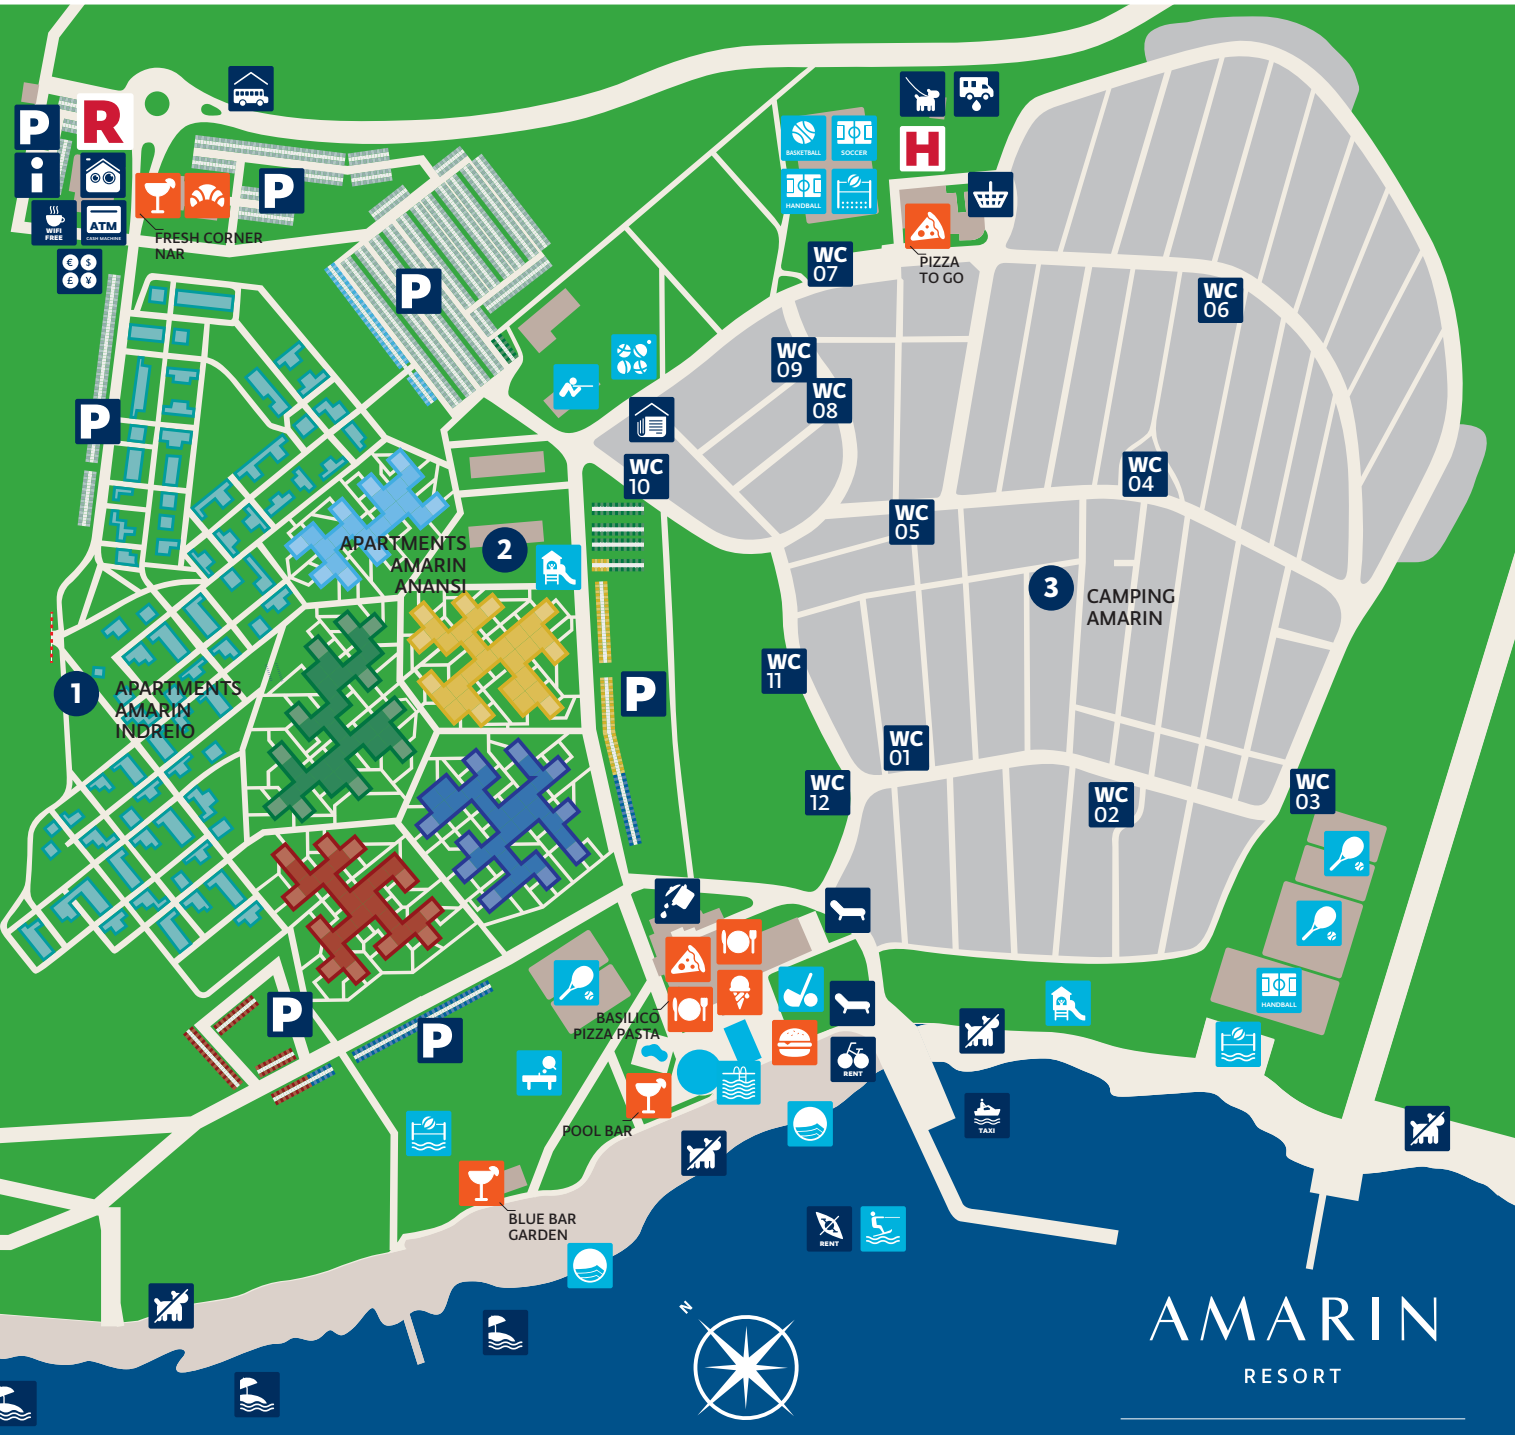 P
R
WIFI
FREE
ATM
CASH MACHINE
€ $
£ ¥
FRESH CORNER
NAR
P
P
P
BASKETBALL
SOCCER
HANDBALL
H
PIZZA
TO GO
WC
07
WC
06
WC
09
WC
08
WC
10
WC
04
WC
05
APARTMENTS
AMARIN
ANANSI
2
3
CAMPING
AMARIN
1
APARTMENTS
AMARIN
INDREIO
P
WC
11
WC
01
WC
12
WC
02
WC
03
P
P
BASILICO
PIZZA PASTA
HANDBALL
RENT
TAXI
POOL BAR
BLUE BAR
GARDEN
RENT
N
AMARIN
RESORT